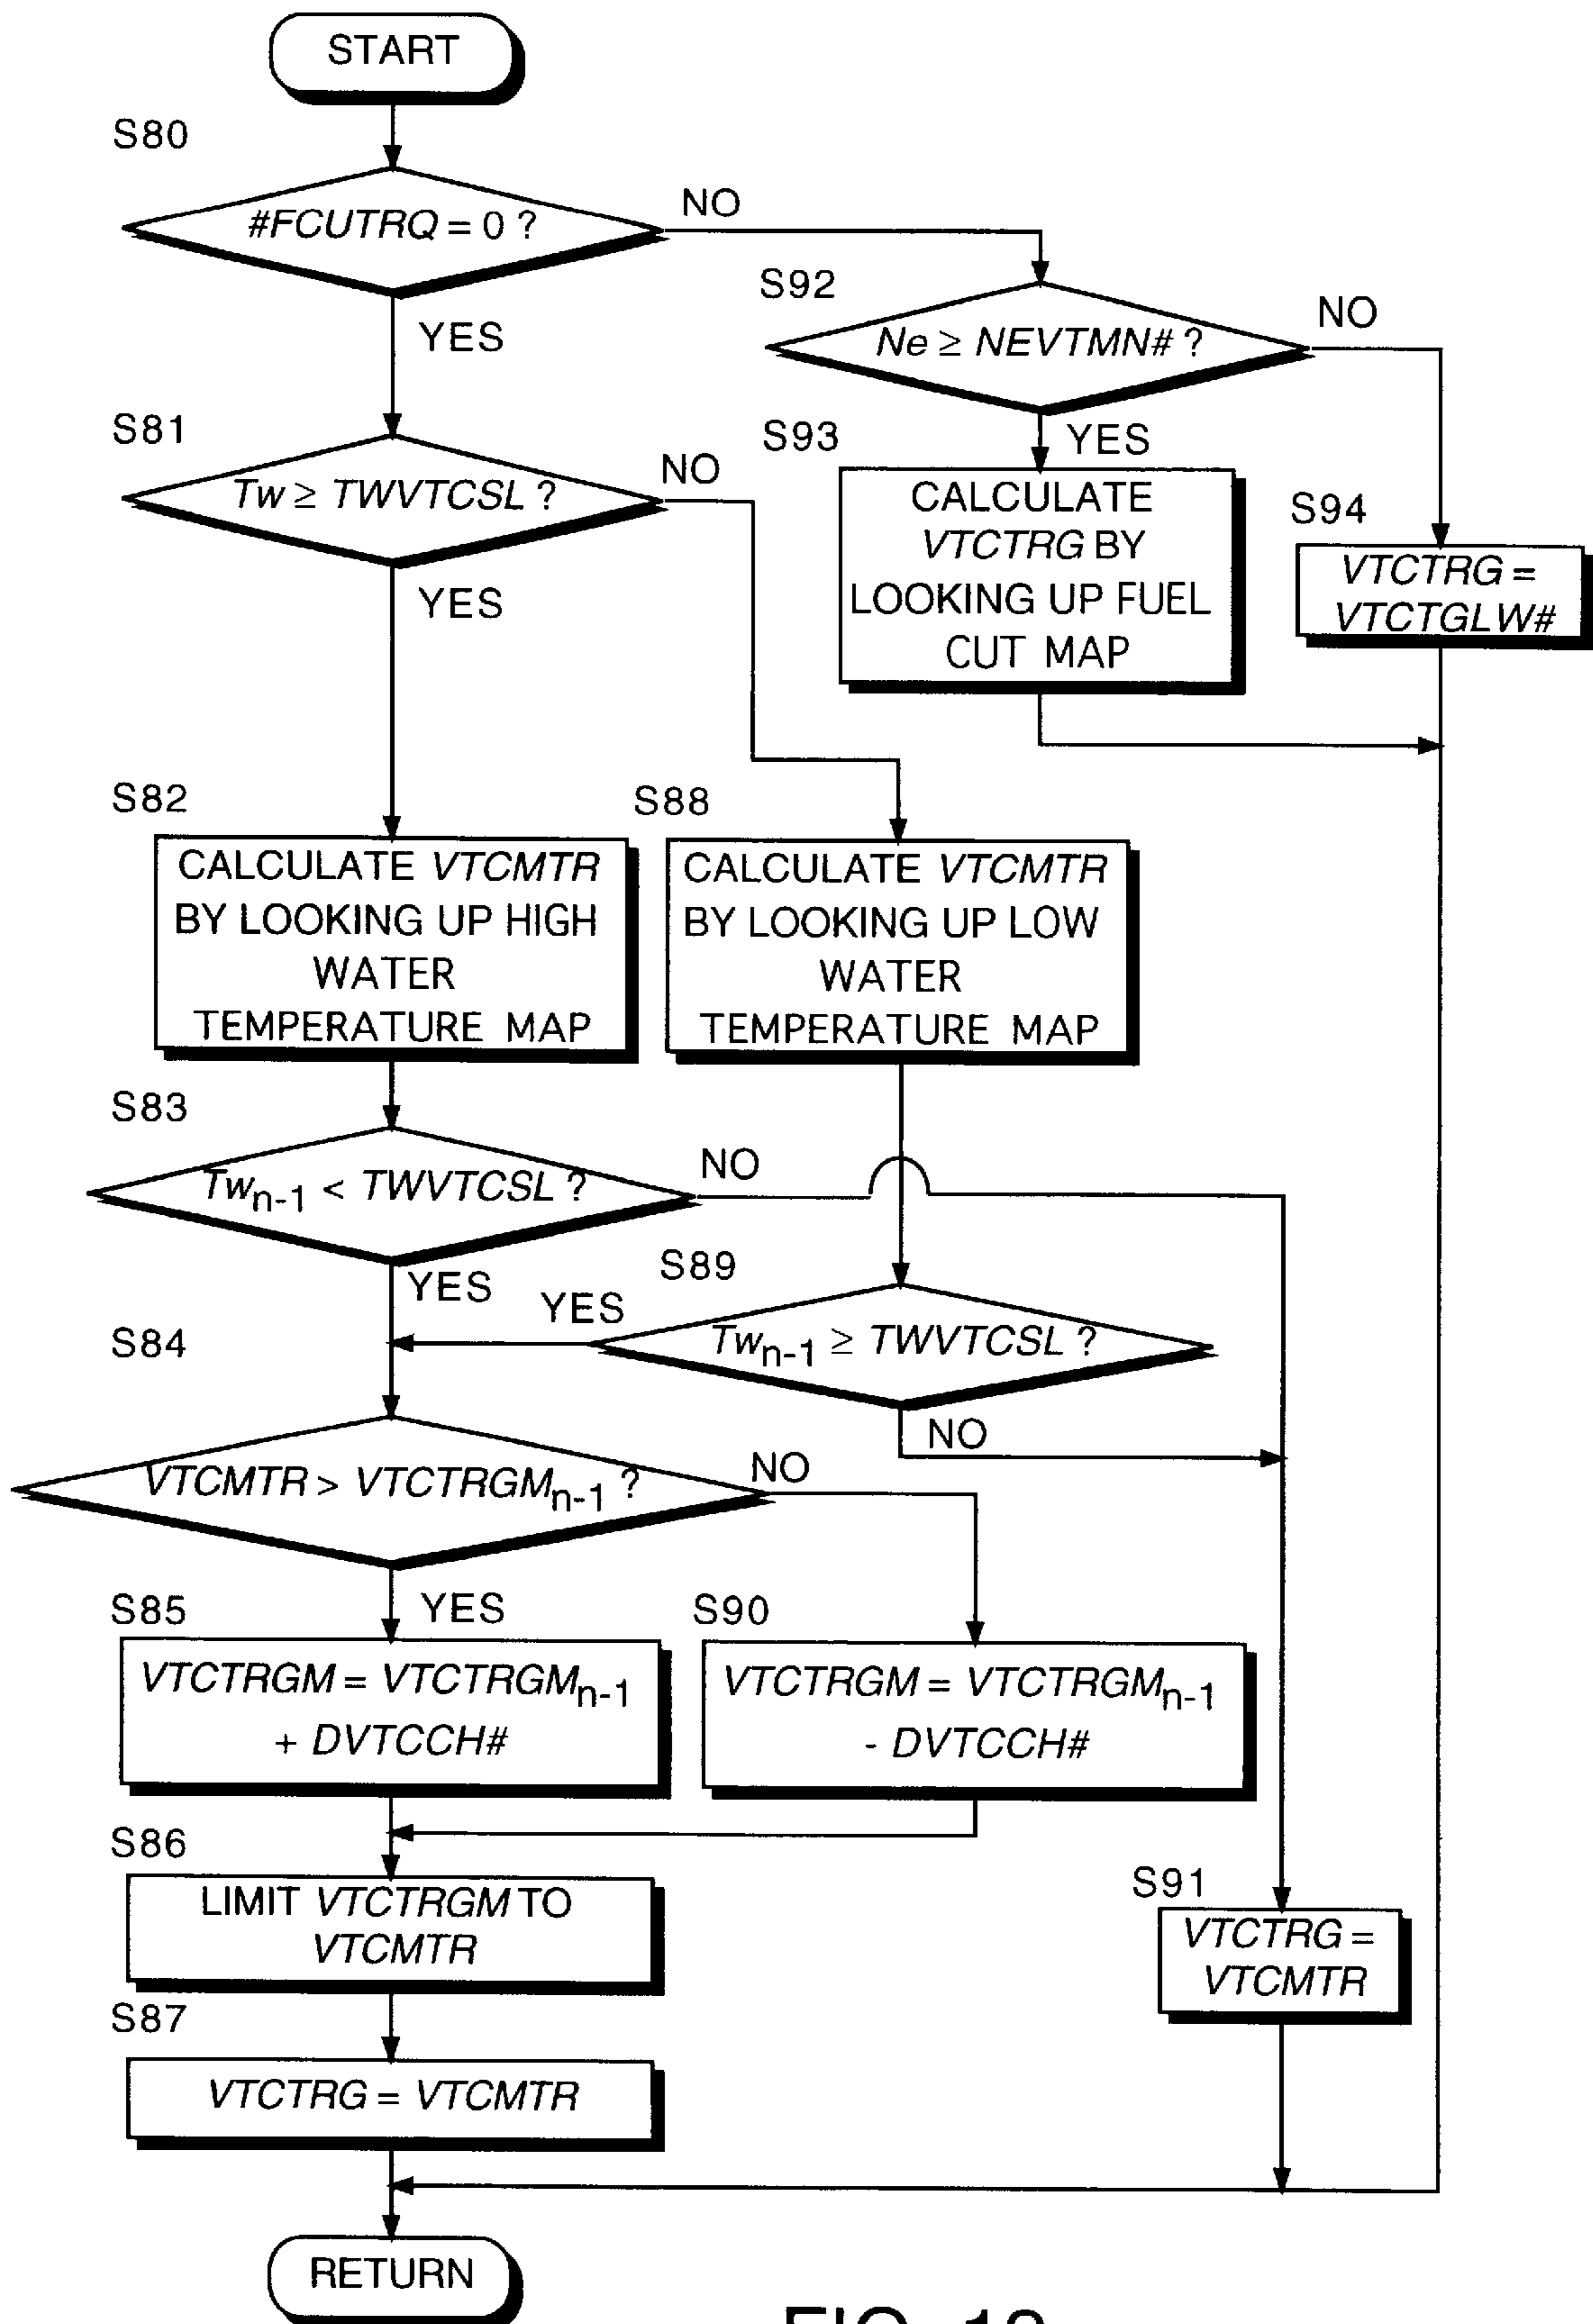 START
S80
#FCUTRQ = 0 ?
NO
YES
S92
Ne ≥ NEVTMN# ?
NO
YES
S81
Tw ≥ TWVTCSL ?
NO
YES
S93
CALCULATE
VTCTRG BY
LOOKING UP FUEL
CUT MAP
S94
VTCTRG =
VTCTGLW#
S82
CALCULATE VTCMTR
BY LOOKING UP HIGH
WATER
TEMPERATURE MAP
S88
CALCULATE VTCMTR
BY LOOKING UP LOW
WATER
TEMPERATURE MAP
S83
Twn-1 < TWVTCSL ?
NO
YES
S89
Twn-1 ≥ TWVTCSL ?
YES
NO
S84
VTCMTR > VTCTRGMn-1 ?
NO
YES
S85
VTCTRGM = VTCTRGMn-1
+ DVTCCH#
S90
VTCTRGM = VTCTRGMn-1
- DVTCCH#
S86
LIMIT VTCTRGM TO
VTCMTR
S91
VTCTRG =
VTCMTR
S87
VTCTRG = VTCMTR
RETURN